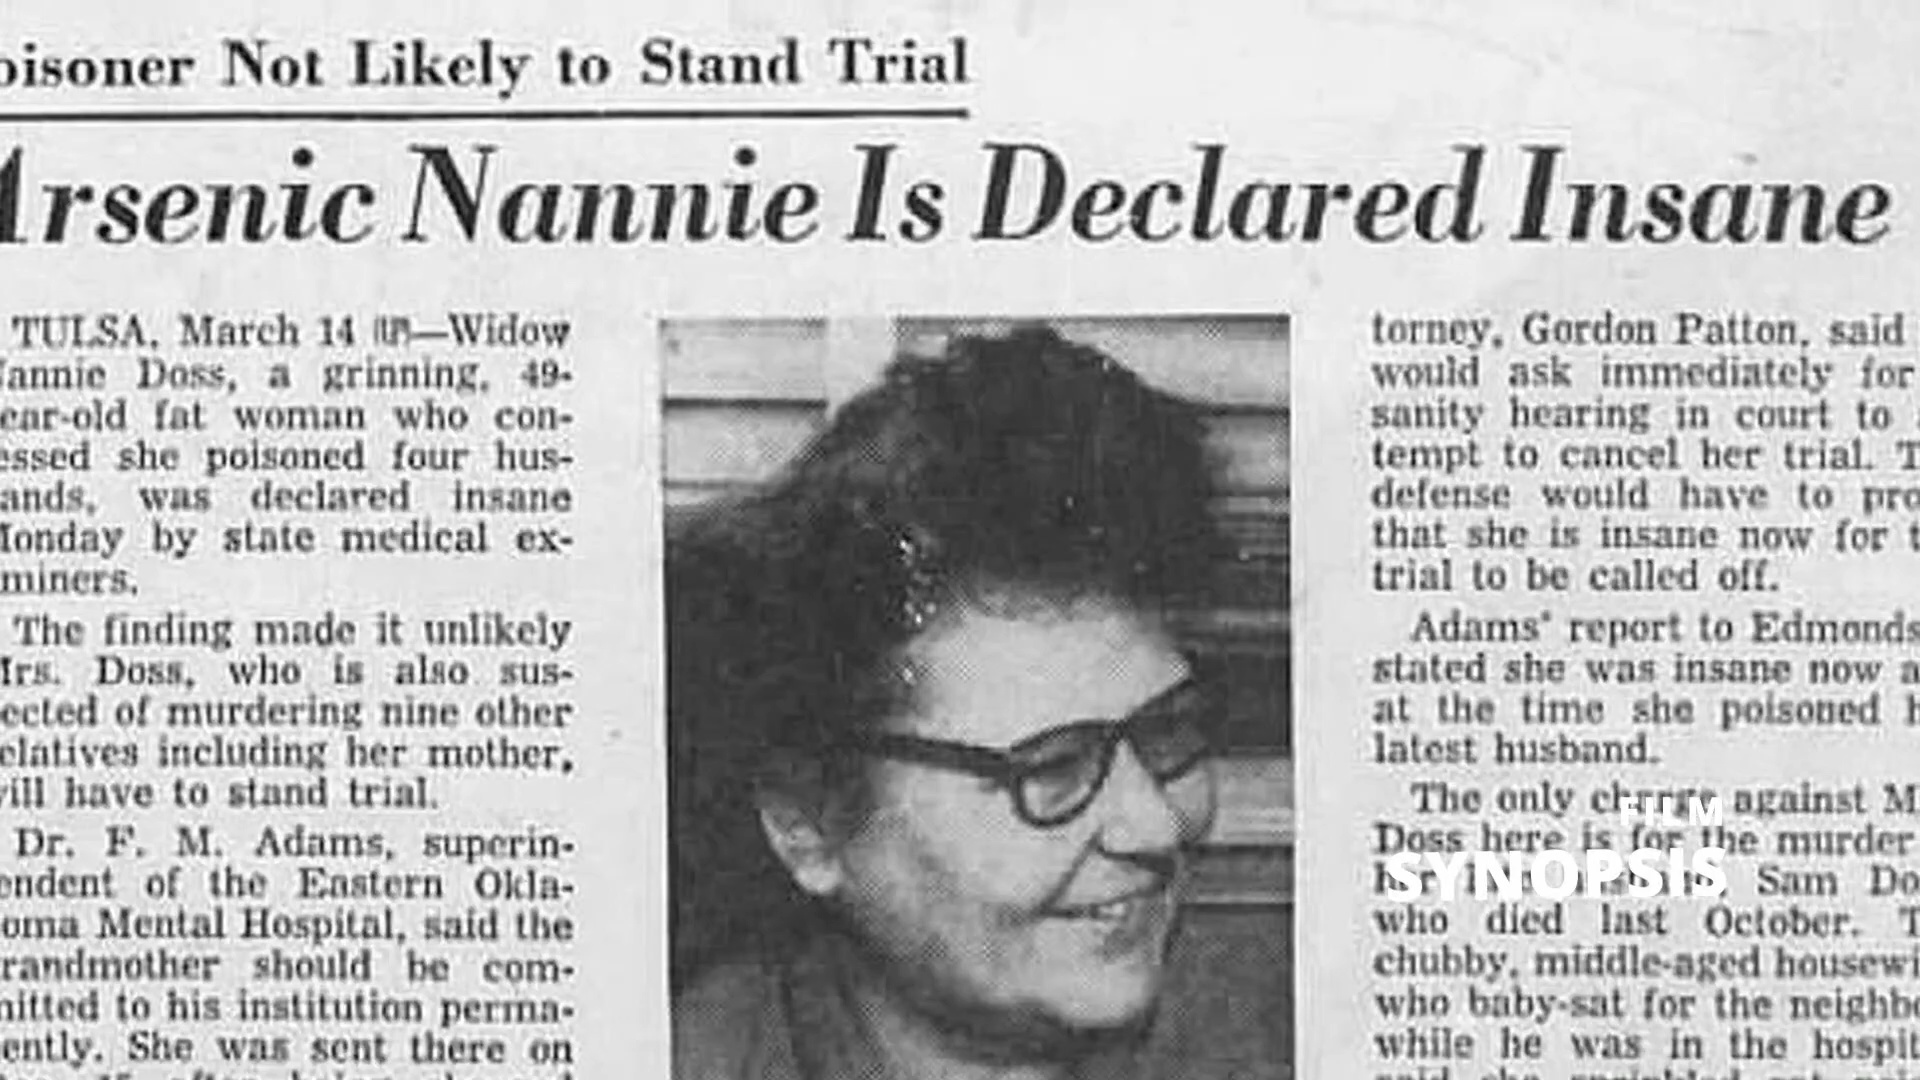 oisoner Not Likely to Stand Trial
Arsenic Nannie Is Declared Insane
TULSA, March 14 (UP)—Widow
annie Doss, a grinning, 49-
ear-old fat woman who con-
essed she poisoned four hus-
ands, was declared insane
Monday by state medical ex-
miners.
The finding made it unlikely
Mrs. Doss, who is also sus-
ected of murdering nine other
elatives including her mother,
will have to stand trial.
Dr. F. M. Adams, superin-
endent of the Eastern Okla-
oma Mental Hospital, said the
randmother should be com-
mitted to his institution perma-
ently. She was sent there on
torney, Gordon Patton, said
would ask immediately for
sanity hearing in court to
tempt to cancel her trial. T
defense would have to pro
that she is insane now for t
trial to be called off.
Adams' report to Edmonds
stated she was insane now a
at the time she poisoned h
latest husband.
The only charge against M
Doss here is for the murder
Sam Do
who died last October. T
chubby, middle-aged housewi
who baby-sat for the neighbo
while he was in the hospit
FILM
SYNOPSIS